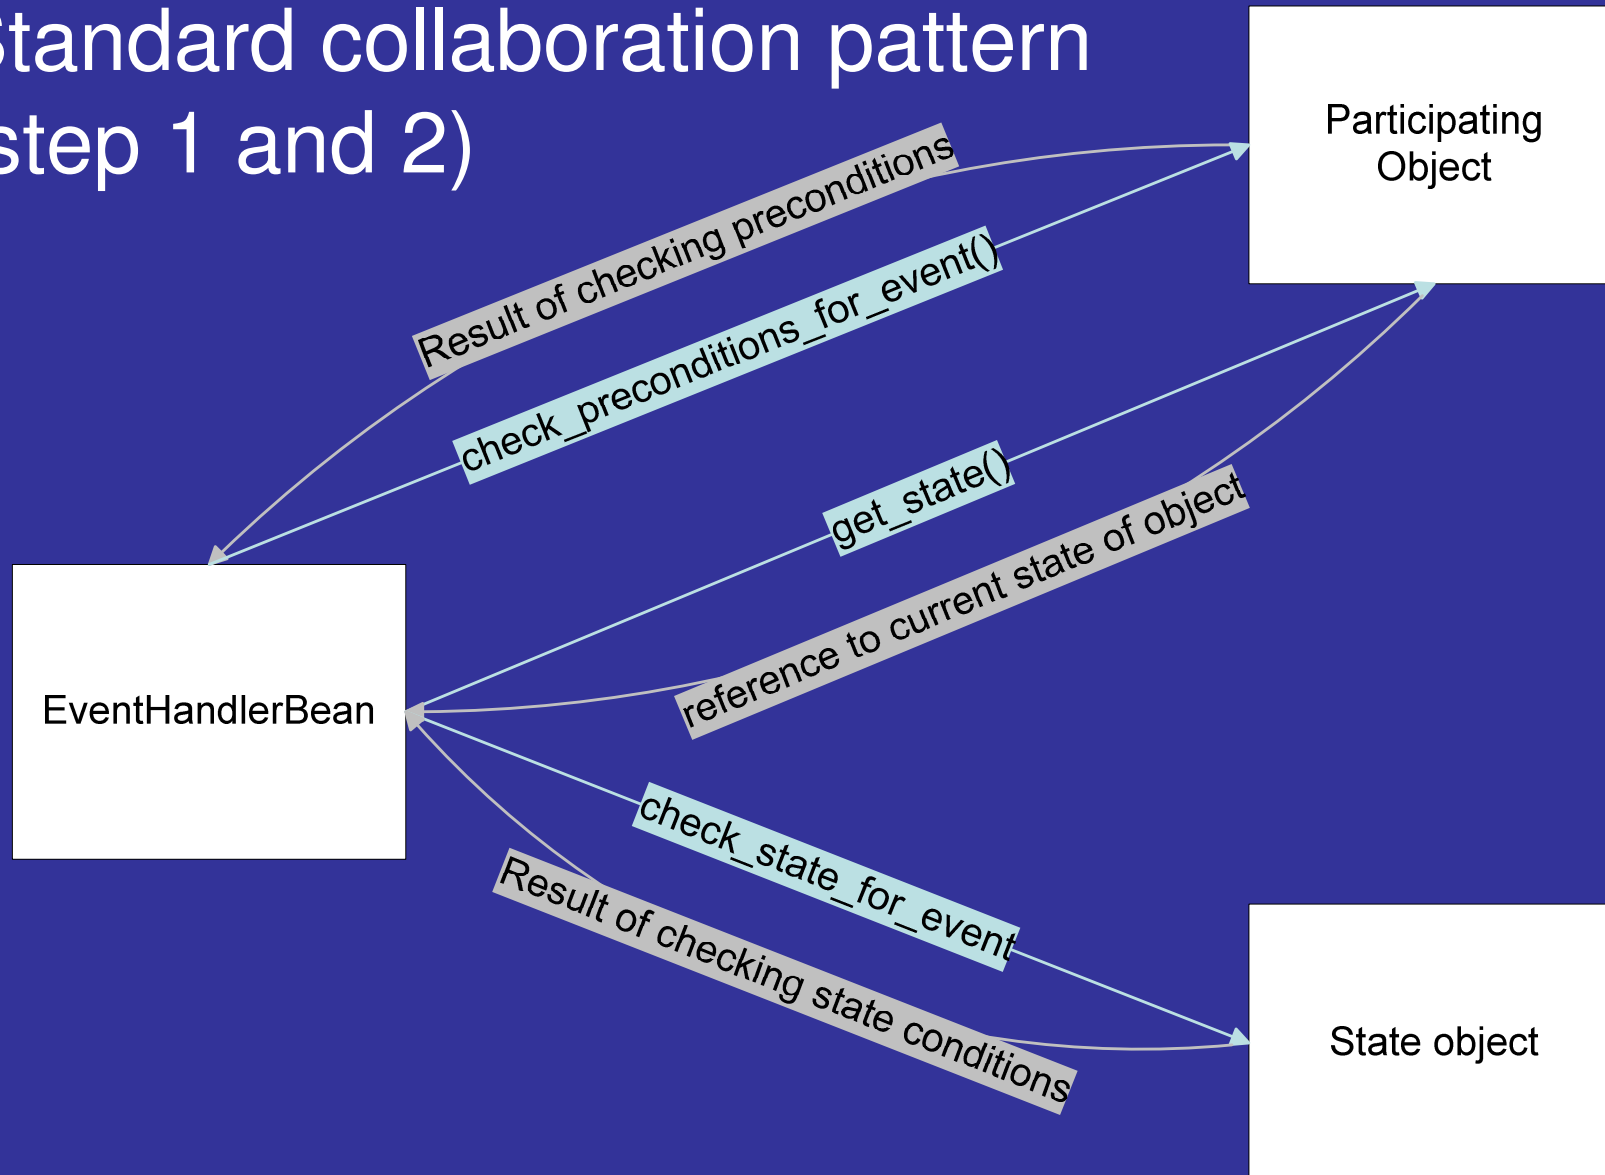 Standard collaboration pattern
step 1 and 2)
Participating
Object
Result of checking preconditions
check_preconditions_for_event()
get_state()
reference to current state of object
EventHandlerBean
check_state_for_event
Result of checking state conditions
State object